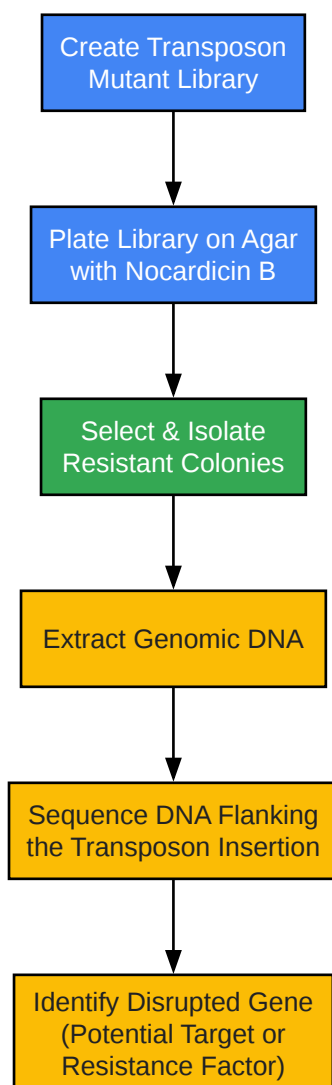 Create Transposon
Mutant Library
Plate Library on Agar
with Nocardicin B
Select & Isolate
Resistant Colonies
Extract Genomic DNA
Sequence DNA Flanking
the Transposon Insertion
Identify Disrupted Gene
(Potential Target or
Resistance Factor)